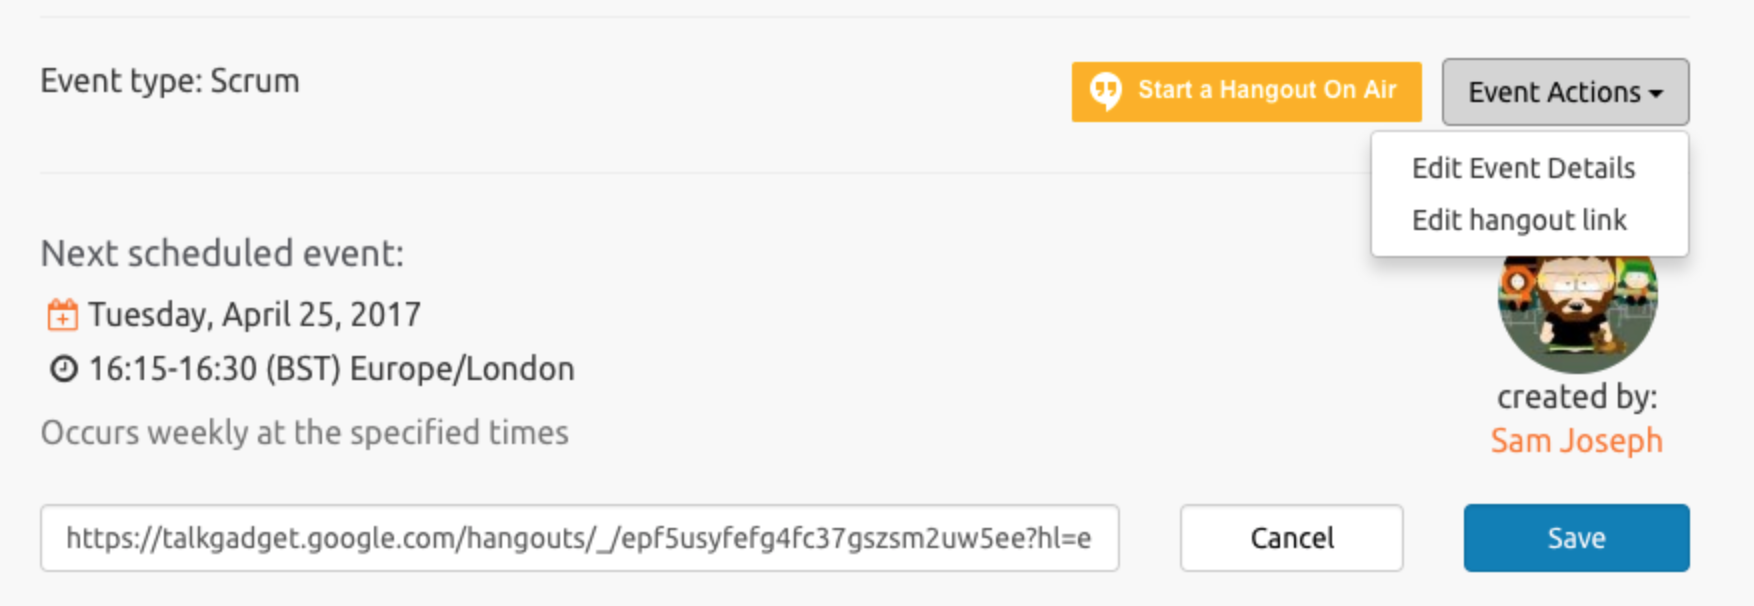 Event type: Scrum
Start a Hangout On Air
Event Actions
Edit Event Details
Edit hangout link
Next scheduled event:
Tuesday, April 25, 2017
16:15-16:30 (BST) Europe/London
Occurs weekly at the specified times
created by:
Sam Joseph
https://talkgadget.google.com/hangouts/_/epf5usyfefg4fc37gszsm2uw5ee?hl=e
Cancel
Save